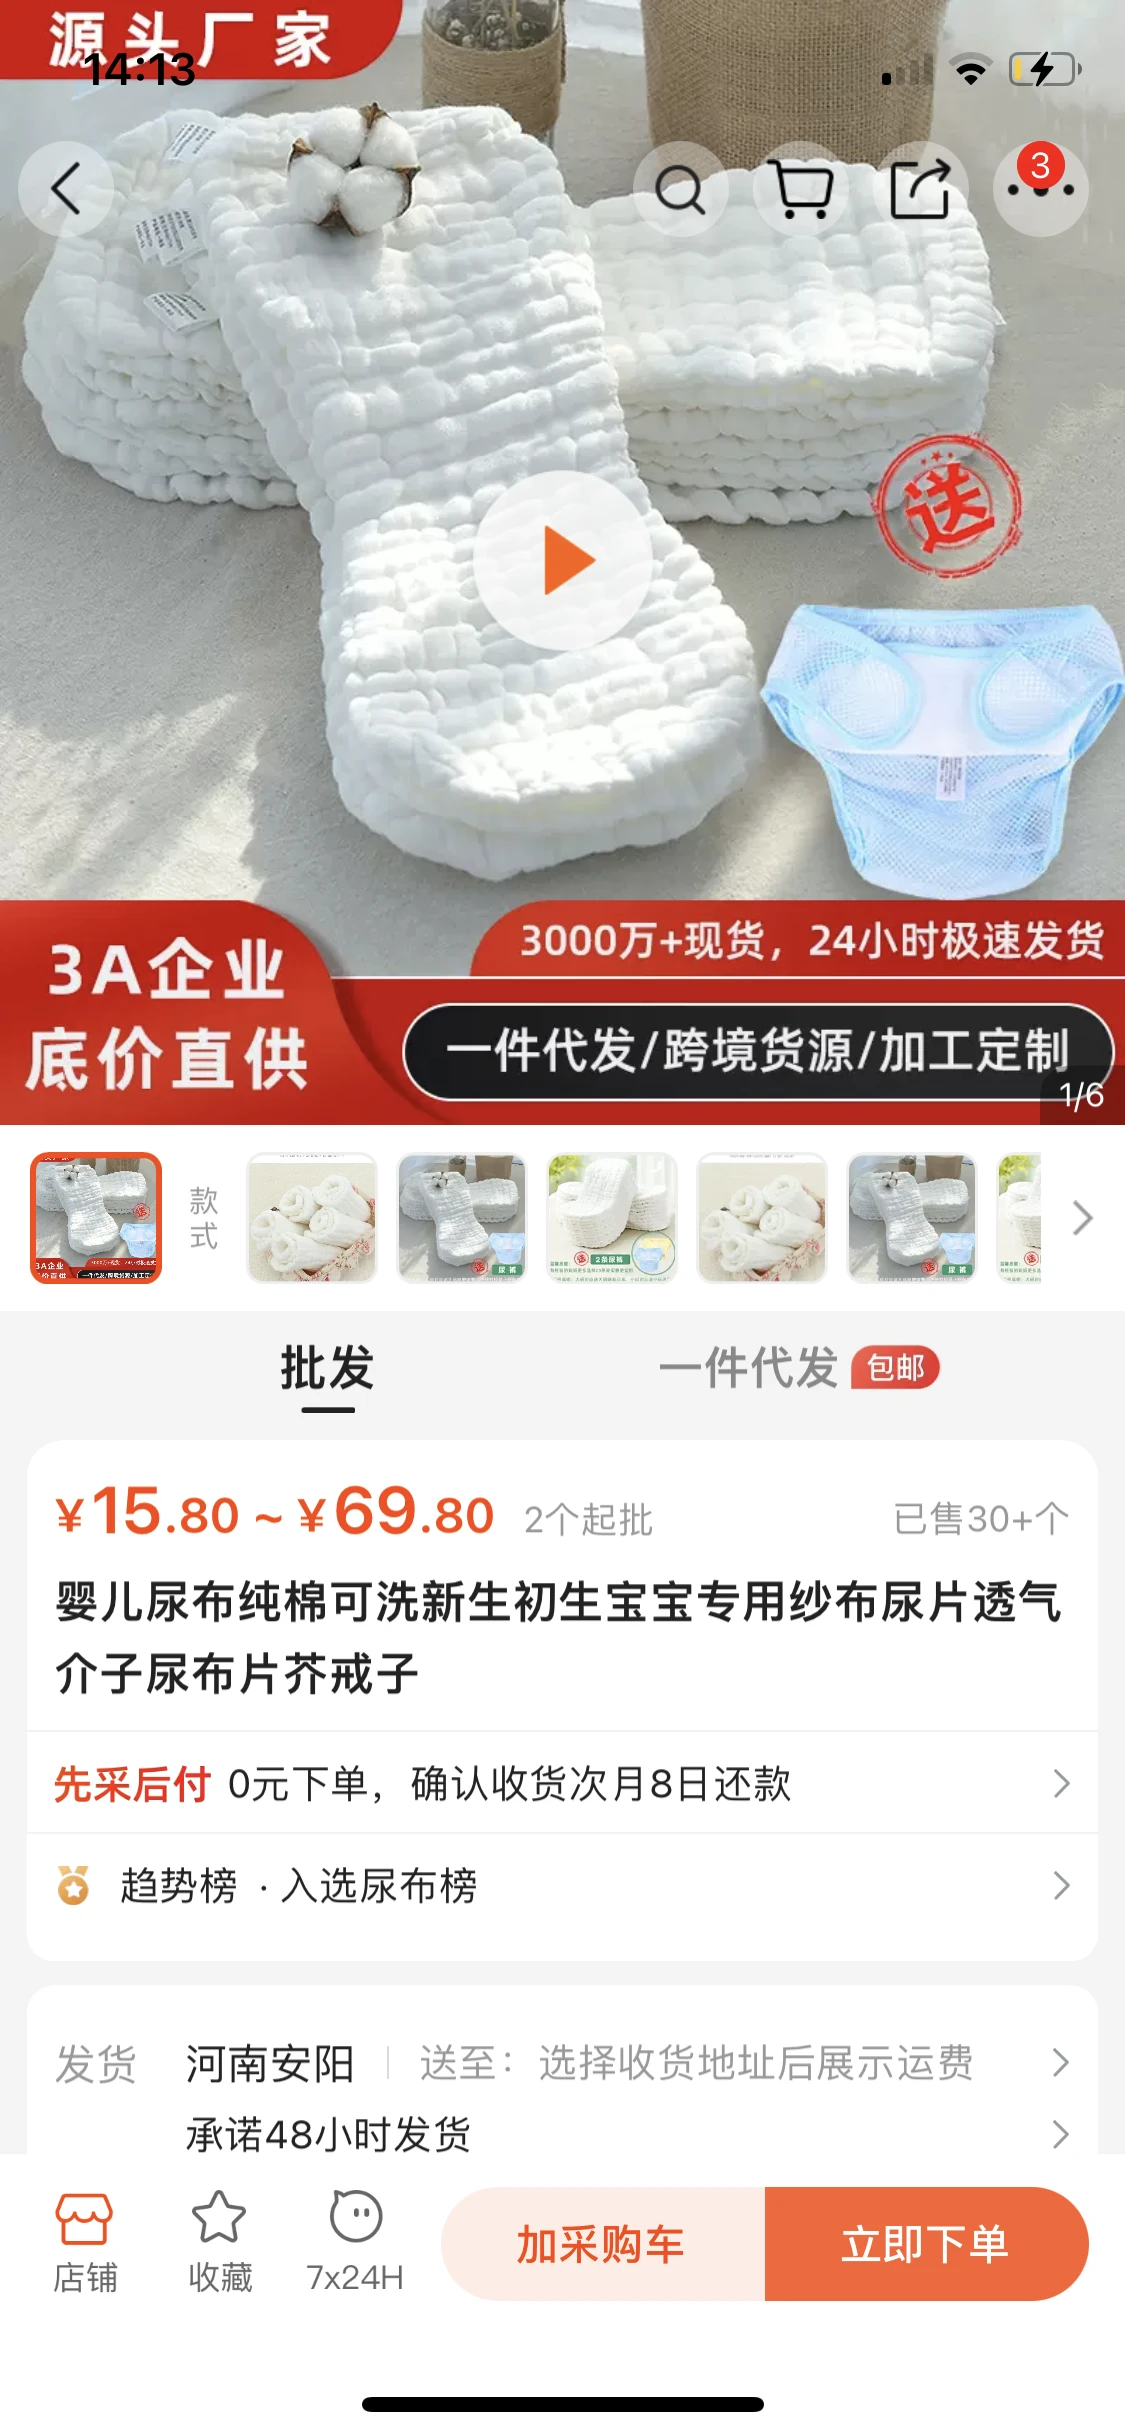 源头厂家
14:13
3
送
3A企业
底价直供
3000万+现货，24小时极速发货
一件代发/跨境货源/加工定制
1/6
款式
批发
一件代发 包邮
¥15.80 ~ ¥69.80 2个起批 已售30+个
婴儿尿布纯棉可洗新生初生宝宝专用纱布尿片透气
介子尿布片芥戒子
先采后付 0元下单，确认收货次月8日还款
趋势榜 · 入选尿布榜
发货 河南安阳 送至：选择收货地址后展示运费
承诺48小时发货
店铺 收藏 7x24H 加采购车 立即下单